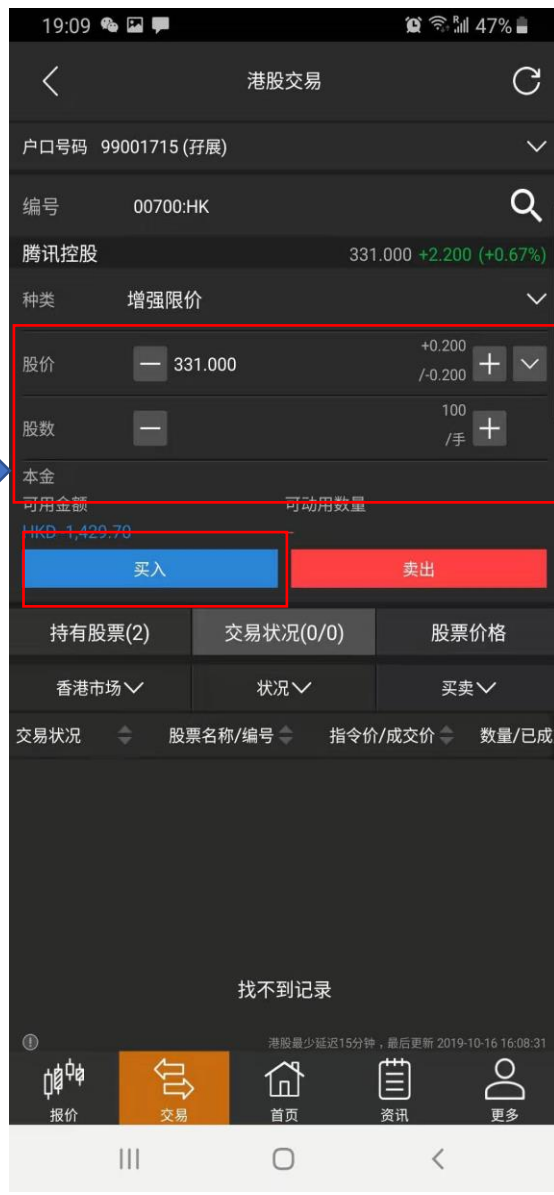 19:09 47%
港股交易
户口号码 99001715 (孖展)
编号 00700:HK
腾讯控股 331.000 +2.200 (+0.67%)
种类 增强限价
股价 331.000 +0.200 /-0.200
股数 100 /手
本金
可用金额 可动用数量
HKD -1,429.70 –
买入 卖出
持有股票(2) 交易状况(0/0) 股票价格
香港市场 状况 买卖
交易状况 股票名称/编号 指令价/成交价 数量/已成
找不到记录
港股最少延迟15分钟，最后更新 2019-10-16 16:08:31
报价 交易 首页 资讯 更多